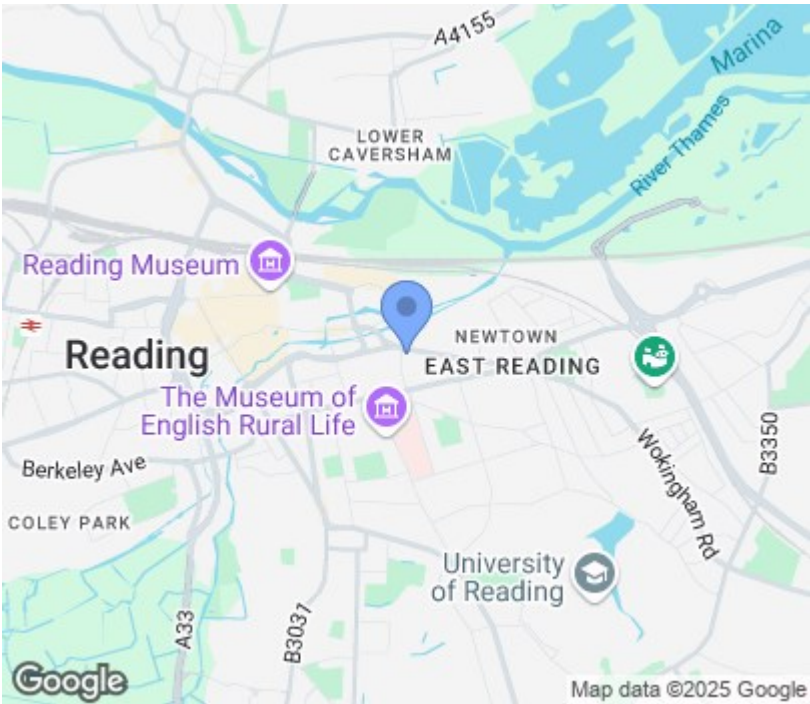 A4155
Marina
LOWER
CAVERSHAM
River Thames
Reading Museum
NEWTOWN
Reading
EAST READING
The Museum of
English Rural Life
Berkeley Ave
Wokingham Rd
B3350
COLEY PARK
University
of Reading
A33
B3031
Google
Map data ©2025 Google